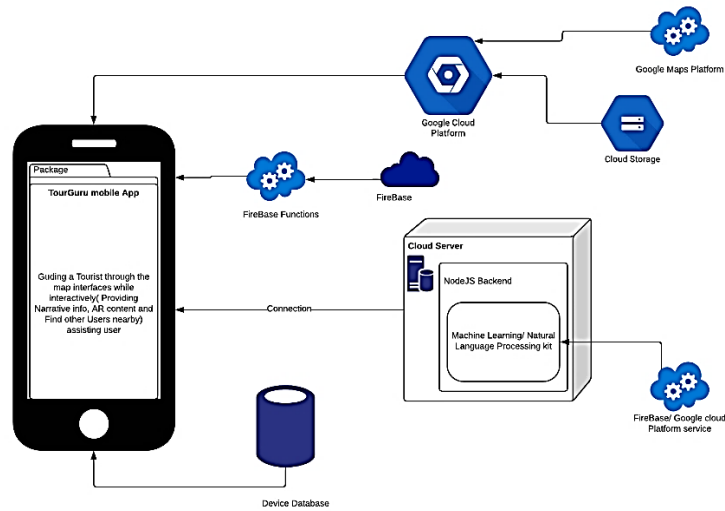 Google Maps Platform
Google Cloud
Platform
Cloud Storage
Package
TourGuru mobile App
Guding a Tourist through the
map interfaces while
interactively( Providing
Narrative info, AR content and
Find other Users nearby)
assisting user
FireBase Functions
FireBase
Cloud Server
NodeJS Backend
Machine Learning/ Natural
Language Processing kit
Connection
FireBase/ Google cloud
Platform service
Device Database